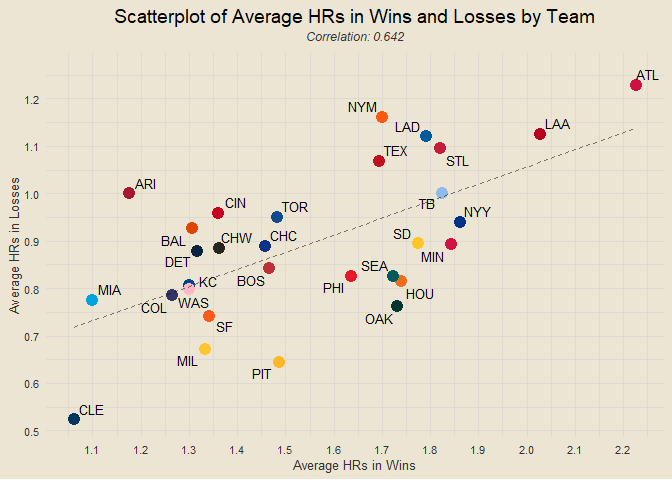 Scatterplot of Average HRs in Wins and Losses by Team
Correlation: 0.642
Average HRs in Losses
1.2
1.1
1.0
0.9
0.8
0.7
0.6
0.5
ATL
NYM
LAD
LAA
TEX
STL
ARI
CIN
TOR
TB
NYY
BAL
CHW
CHC
SD
DET
MIN
BOS
SEA
KC
PHI
HOU
MIA
COL
WAS
OAK
SF
MIL
PIT
CLE
1.1
1.2
1.3
1.4
1.5
1.6
1.7
1.8
1.9
2.0
2.1
2.2
Average HRs in Wins